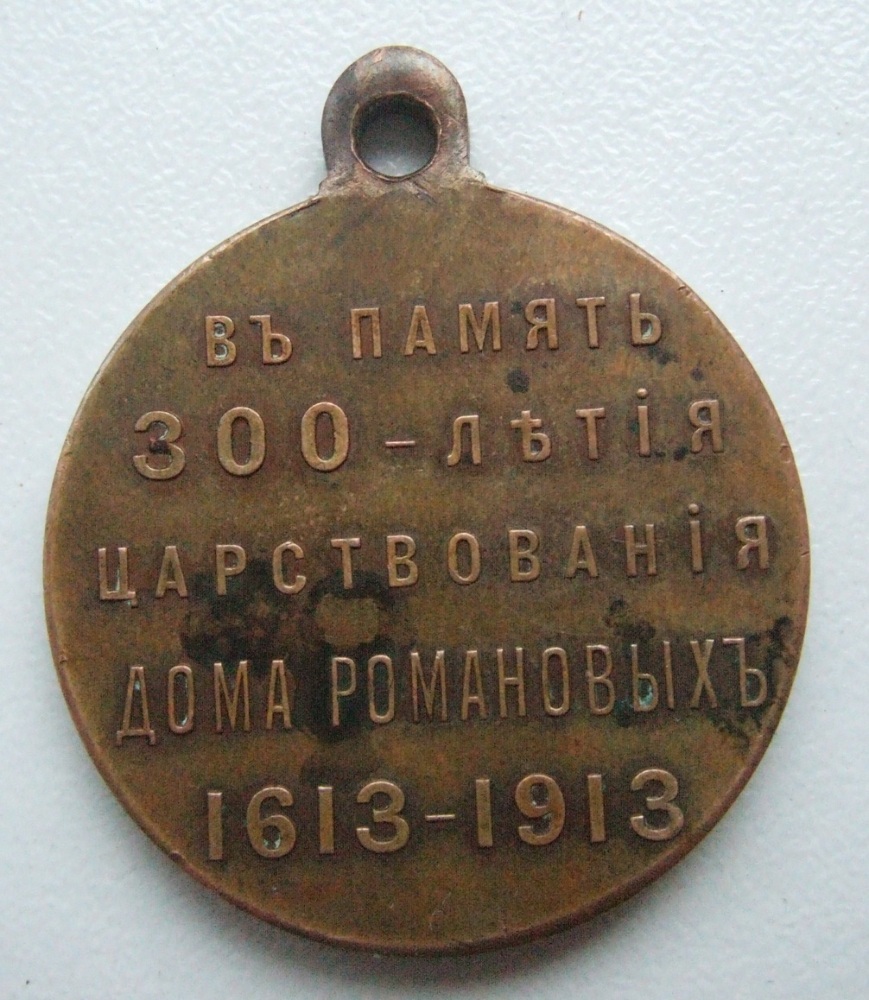 ВЪ ПАМЯТЬ
300-ЛѢТІЯ
ЦАРСТВОВАНІЯ
ДОМА РОМАНОВЫХЪ
1613-1913